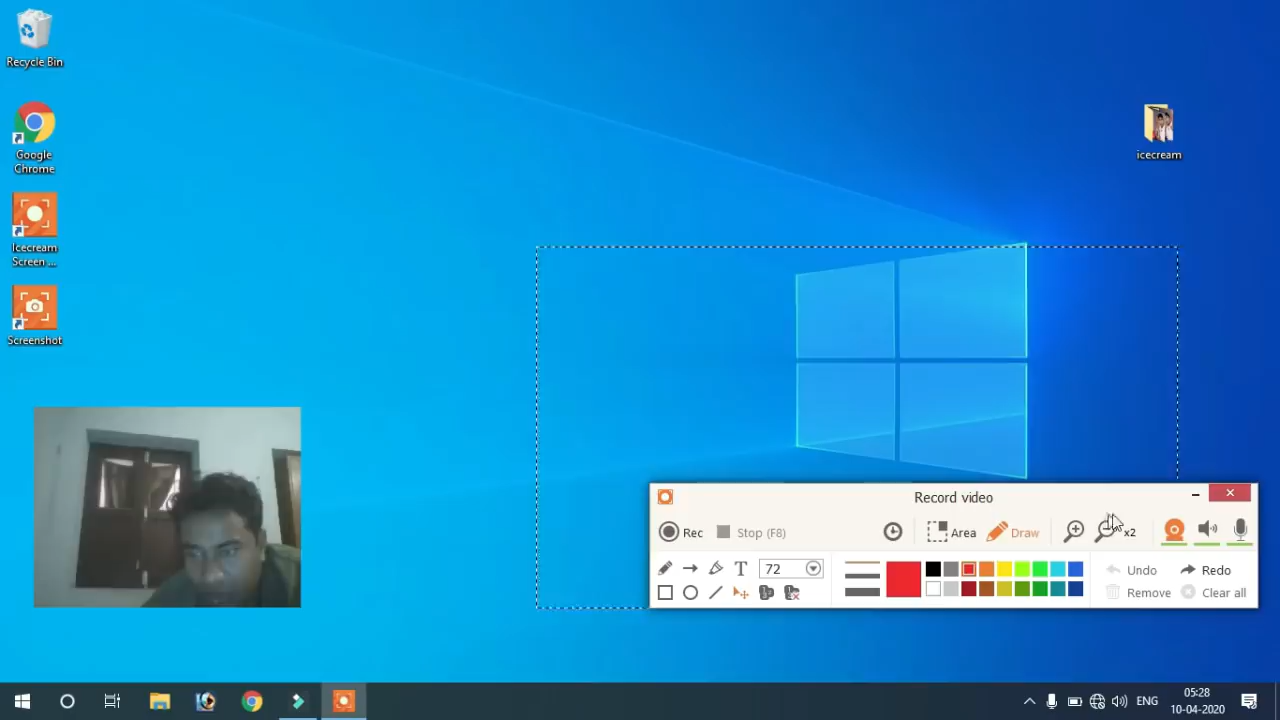 Recycle Bin
Google
Chrome
icecream
Icecream
Screen ...
Screenshot
Record video
Rec
Stop (F8)
Area
Draw
x2
T
72
Undo
Redo
Remove
Clear all
ENG
05:28
10-04-2020